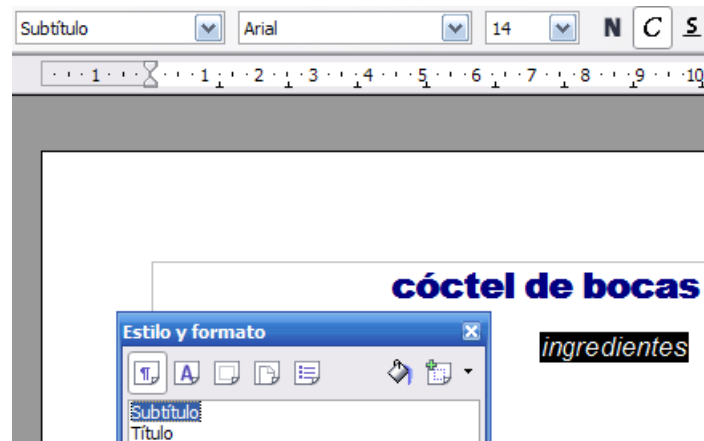 Subtítulo Arial 14 N C S
1 1 2 3 4 5 6 7 8 9 10
cóctel de bocas
Estilo y formato
ingredientes
Subtítulo
Título